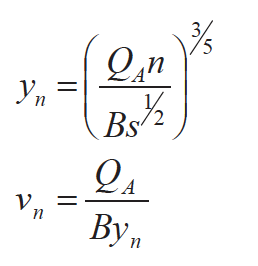 y_n = (Q_A n / B s^{1/2})^{3/5}
v_n = Q_A / B y_n